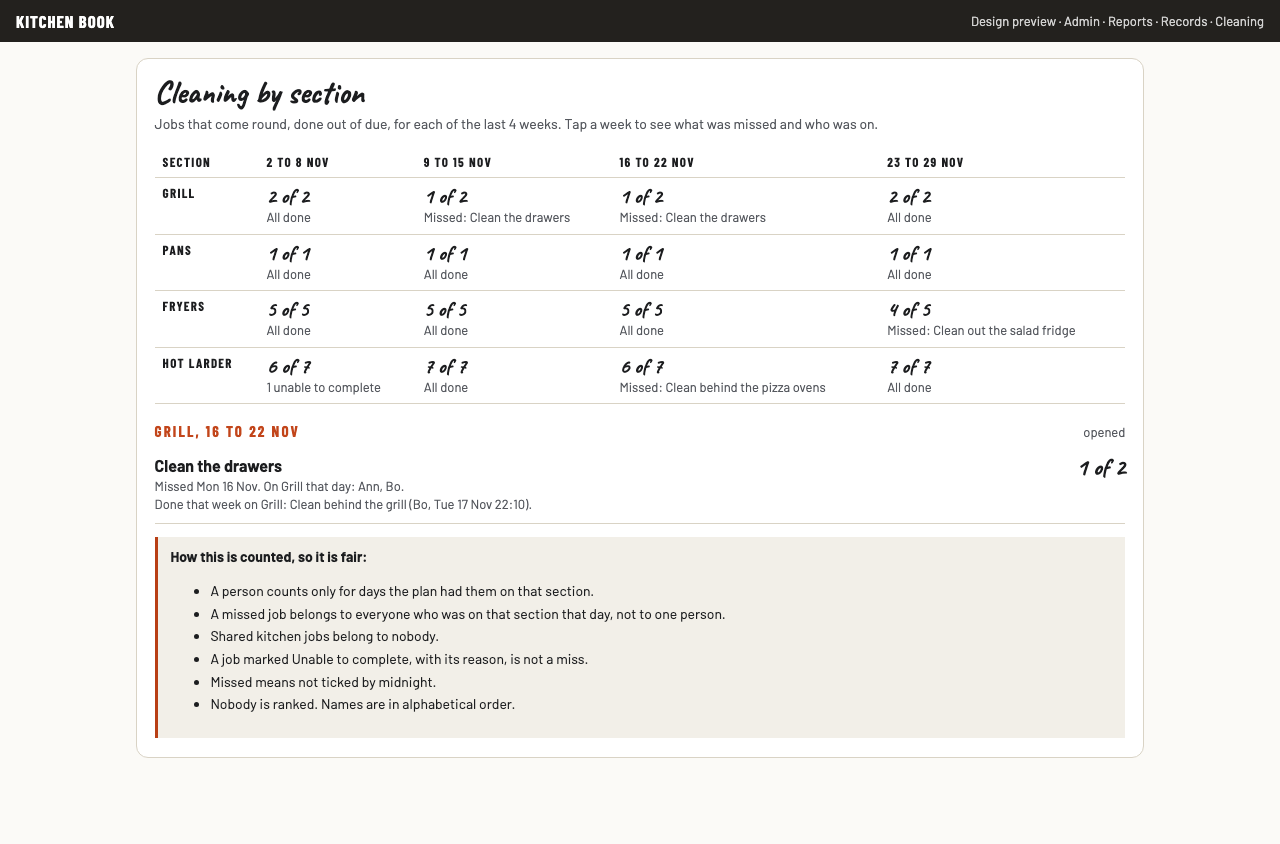 KITCHEN BOOK
Design preview · Admin · Reports · Records · Cleaning
Cleaning by section
Jobs that come round, done out of due, for each of the last 4 weeks. Tap a week to see what was missed and who was on.
SECTION 2 TO 8 NOV 9 TO 15 NOV 16 TO 22 NOV 23 TO 29 NOV
GRILL 2 of 2 1 of 2 1 of 2 2 of 2
All done Missed: Clean the drawers Missed: Clean the drawers All done
PANS 1 of 1 1 of 1 1 of 1 1 of 1
All done All done All done All done
FRYERS 5 of 5 5 of 5 5 of 5 4 of 5
All done All done All done Missed: Clean out the salad fridge
HOT LARDER 6 of 7 7 of 7 6 of 7 7 of 7
1 unable to complete All done Missed: Clean behind the pizza ovens All done
GRILL, 16 TO 22 NOV opened
Clean the drawers 1 of 2
Missed Mon 16 Nov. On Grill that day: Ann, Bo.
Done that week on Grill: Clean behind the grill (Bo, Tue 17 Nov 22:10).
How this is counted, so it is fair:
• A person counts only for days the plan had them on that section.
• A missed job belongs to everyone who was on that section that day, not to one person.
• Shared kitchen jobs belong to nobody.
• A job marked Unable to complete, with its reason, is not a miss.
• Missed means not ticked by midnight.
• Nobody is ranked. Names are in alphabetical order.